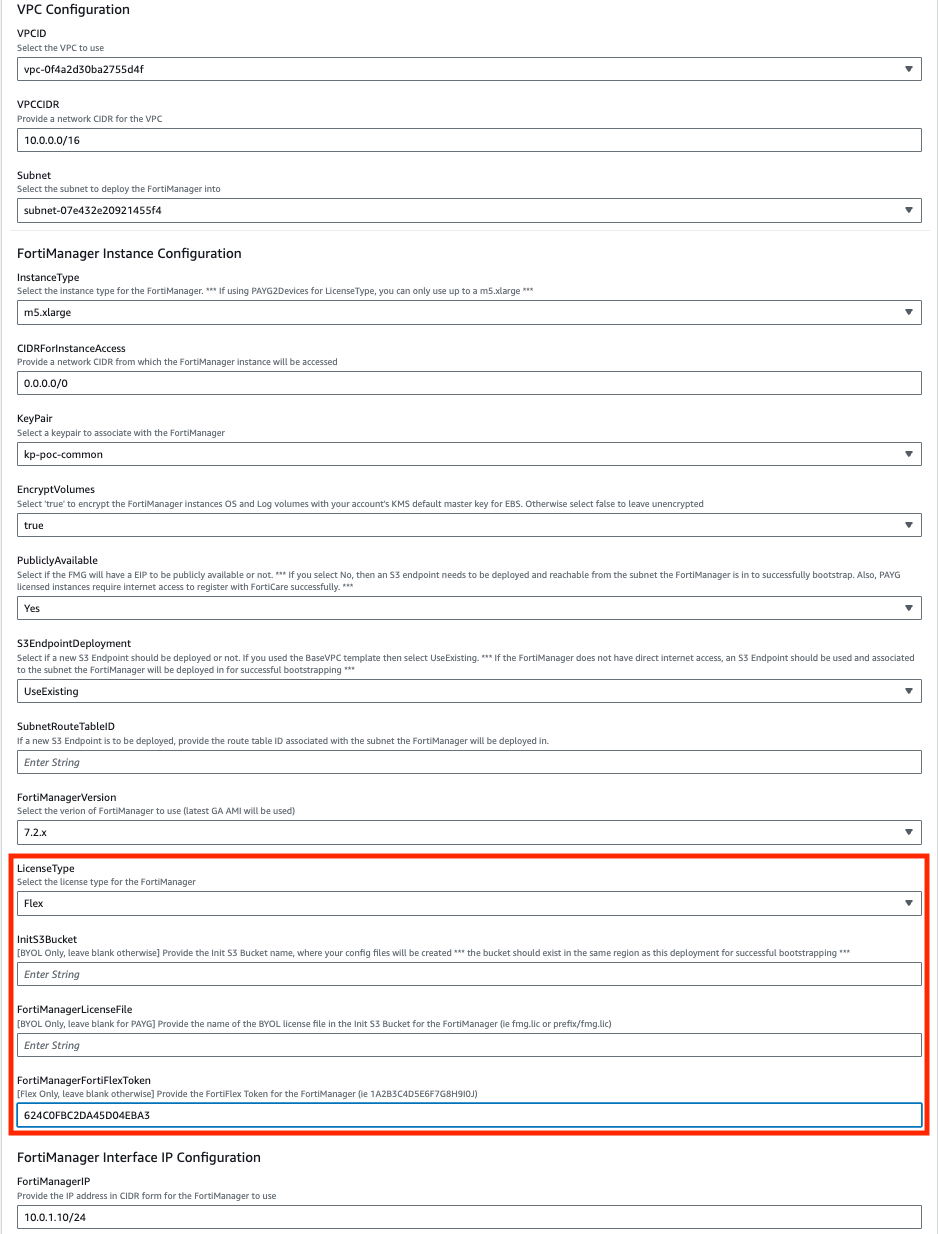 VPC Configuration
VPCID
Select the VPC to use
vpc-0f4a2d30ba2755d4f
VPCCIDR
Provide a network CIDR for the VPC
10.0.0.0/16
Subnet
Select the subnet to deploy the FortiManager into
subnet-07e432e20921455f4
FortiManager Instance Configuration
InstanceType
Select the instance type for the FortiManager. *** If using PAYG2Devices for LicenseType, you can only use up to a m5.xlarge ***
m5.xlarge
CIDRForInstanceAccess
Provide a network CIDR from which the FortiManager instance will be accessed
0.0.0.0/0
KeyPair
Select a keypair to associate with the FortiManager
kp-poc-common
EncryptVolumes
Select 'true' to encrypt the FortiManager instances OS and Log volumes with your account's KMS default master key for EBS. Otherwise select false to leave unencrypted
true
PubliclyAvailable
Select if the FMG will have a EIP to be publicly available or not. *** If you select No, then an S3 endpoint needs to be deployed and reachable from the subnet the FortiManager is in to successfully bootstrap. Also, PAYG
licensed instances require internet access to register with FortiCare successfully. ***
Yes
S3EndpointDeployment
Select if a new S3 Endpoint should be deployed or not. If you used the BaseVPC template then select UseExisting. *** If the FortiManager does not have direct internet access, an S3 Endpoint should be used and associated
to the subnet the FortiManager will be deployed in for successful bootstrapping ***
UseExisting
SubnetRouteTableID
If a new S3 Endpoint is to be deployed, provide the route table ID associated with the subnet the FortiManager will be deployed in.
Enter String
FortiManagerVersion
Select the verion of FortiManager to use (latest GA AMI will be used)
7.2.x
LicenseType
Select the license type for the FortiManager
Flex
InitS3Bucket
[BYOL Only, leave blank otherwise] Provide the Init S3 Bucket name, where your config files will be created *** the bucket should exist in the same region as this deployment for successful bootstrapping ***
Enter String
FortiManagerLicenseFile
[BYOL Only, leave blank for PAYG] Provide the name of the BYOL license file in the Init S3 Bucket for the FortiManager (ie fmg.lic or prefix/fmg.lic)
Enter String
FortiManagerFortiFlexToken
[Flex Only, leave blank otherwise] Provide the FortiFlex Token for the FortiManager (ie 1A2B3C4D5E6F7G8H9I0J)
624C0FBC2DA45D04EBA3
FortiManager Interface IP Configuration
FortiManagerIP
Provide the IP address in CIDR form for the FortiManager to use
10.0.1.10/24